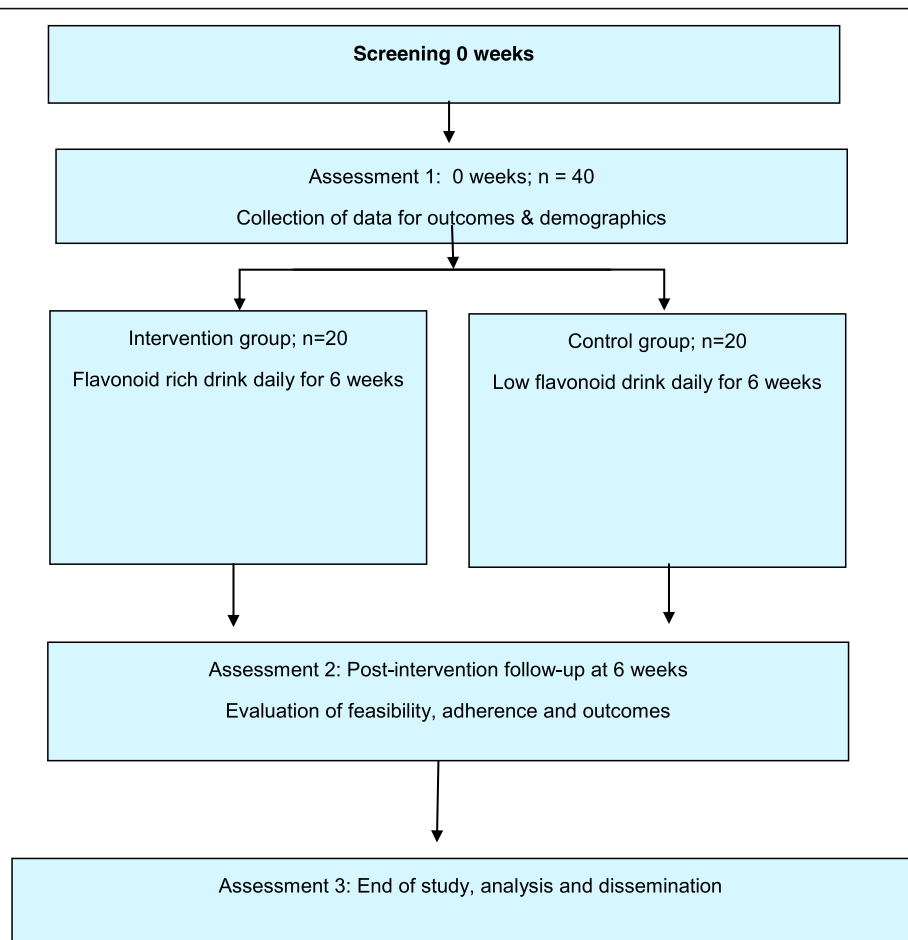 Screening 0 weeks
Assessment 1: 0 weeks; n = 40
Collection of data for outcomes & demographics
Intervention group; n=20
Flavonoid rich drink daily for 6 weeks
Control group; n=20
Low flavonoid drink daily for 6 weeks
Assessment 2: Post-intervention follow-up at 6 weeks
Evaluation of feasibility, adherence and outcomes
Assessment 3: End of study, analysis and dissemination